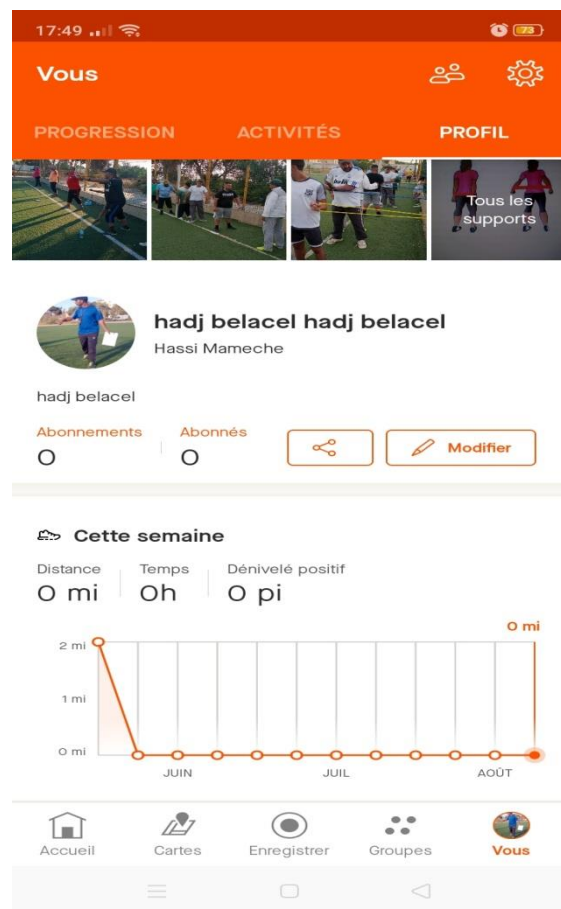 17:49
73
Vous
PROGRESSION ACTIVITÉS PROFIL
Tous les
supports
hadj belacel hadj belacel
Hassi Mameche
hadj belacel
Abonnements Abonnés
0 0 Modifier
Cette semaine
Distance Temps Dénivelé positif
0 mi 0h 0 pi
0 mi
2 mi
1 mi
0 mi
JUIN JUIL AOÛT
Accueil Cartes Enregistrer Groupes Vous